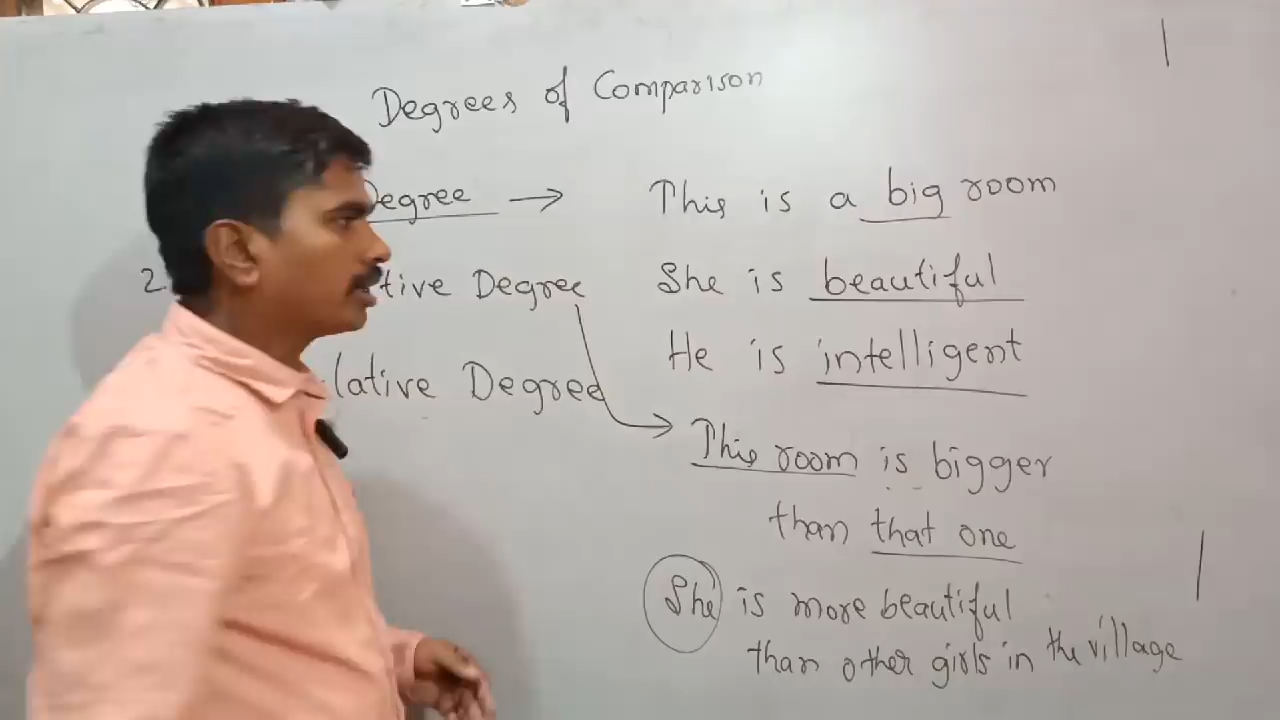 Degrees of Comparison
Degree → This is a big room
2. tive Degree She is beautiful
He is intelligent
lative Degree
This room is bigger
than that one
She is more beautiful
than other girls in the village